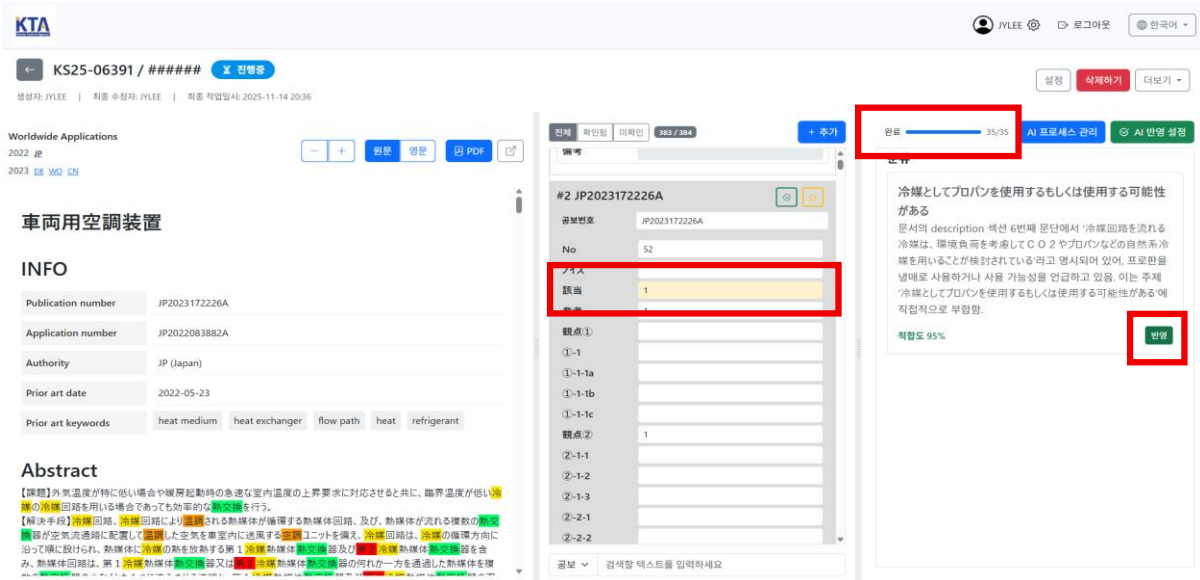 KTA
JYLEE
로그아웃
한국어
←
KS25-06391 / ######
진행중
설정
삭제하기
더보기
생성자: JYLEE | 최종 수정자: JYLEE | 최종 작업일시: 2025-11-14 20:36
Worldwide Applications
2022 JP
2023 DE WO CN
− + 원문 영문 PDF
車両用空調装置
INFO
Publication number JP2023172226A
Application number JP2022083882A
Authority JP (Japan)
Prior art date 2022-05-23
Prior art keywords heat medium heat exchanger flow path heat refrigerant
Abstract
【課題】外気温度が特に低い場合や暖房起動時の急速な室内温度の上昇要求に対応させると共に、臨界温度が低い冷
媒の冷媒回路を用いる場合であっても効率的な熱交換を行う。
【解決手段】冷媒回路、冷媒回路により温調される熱媒体が循環する熱媒体回路、及び、熱媒体が流れる複数の熱交
換器が空気流通路に配置して温調した空気を車室内に送風する空調ユニットを備え、冷媒回路は、冷媒の循環方向に
沿って順に設けられ、熱媒体に冷媒の熱を放熱する第1冷媒熱媒体熱交換器及び第2冷媒熱媒体熱交換器を含
み、熱媒体回路は、第1冷媒熱媒体熱交換器又は第2冷媒熱媒体熱交換器の何れか一方を通過した熱媒体を複
전체 확인됨 미확인 383 / 384
+ 추가
備考
#2 JP2023172226A
공보번호 JP2023172226A
No 52
ノイズ
該当 1
参考 1
観点①
①-1
①-1-1a
①-1-1b
①-1-1c
観点② 1
②-1-1
②-1-2
②-1-3
②-2-1
②-2-2
공보 검색할 텍스트를 입력하세요
완료 35/35
AI 프로세스 관리
AI 반영 설정
분류
冷媒としてプロパンを使用するもしくは使用する可能性
がある
문서의 description 섹션 6번째 문단에서 '冷媒回路を流れる
冷媒は、環境負荷を考慮してCO2やプロパンなどの自然系冷
媒を用いることが検討されている'라고 명시되어 있어, 프로판을
냉매로 사용하거나 사용 가능성을 언급하고 있음. 이는 주제
'冷媒としてプロパンを使用するもしくは使用する可能性がある'에
직접적으로 부합함.
적합도 95%
반영